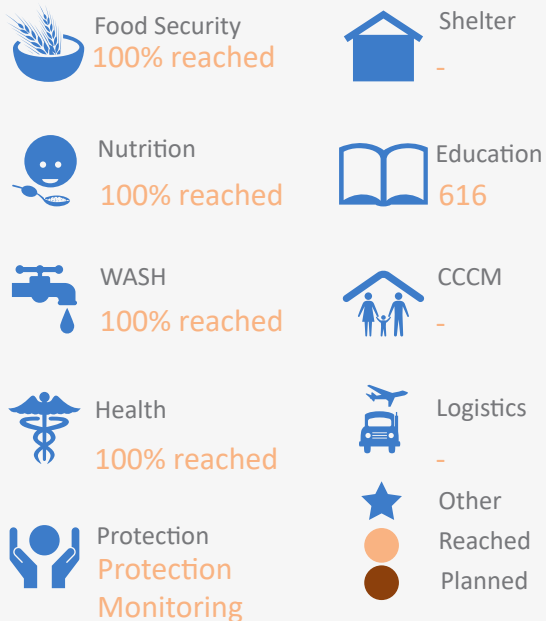 Food Security
100% reached
Nutrition
100% reached
WASH
100% reached
Health
100% reached
Protection
Protection
Monitoring
Shelter
-
Education
616
CCCM
-
Logistics
-
Other
Reached
Planned